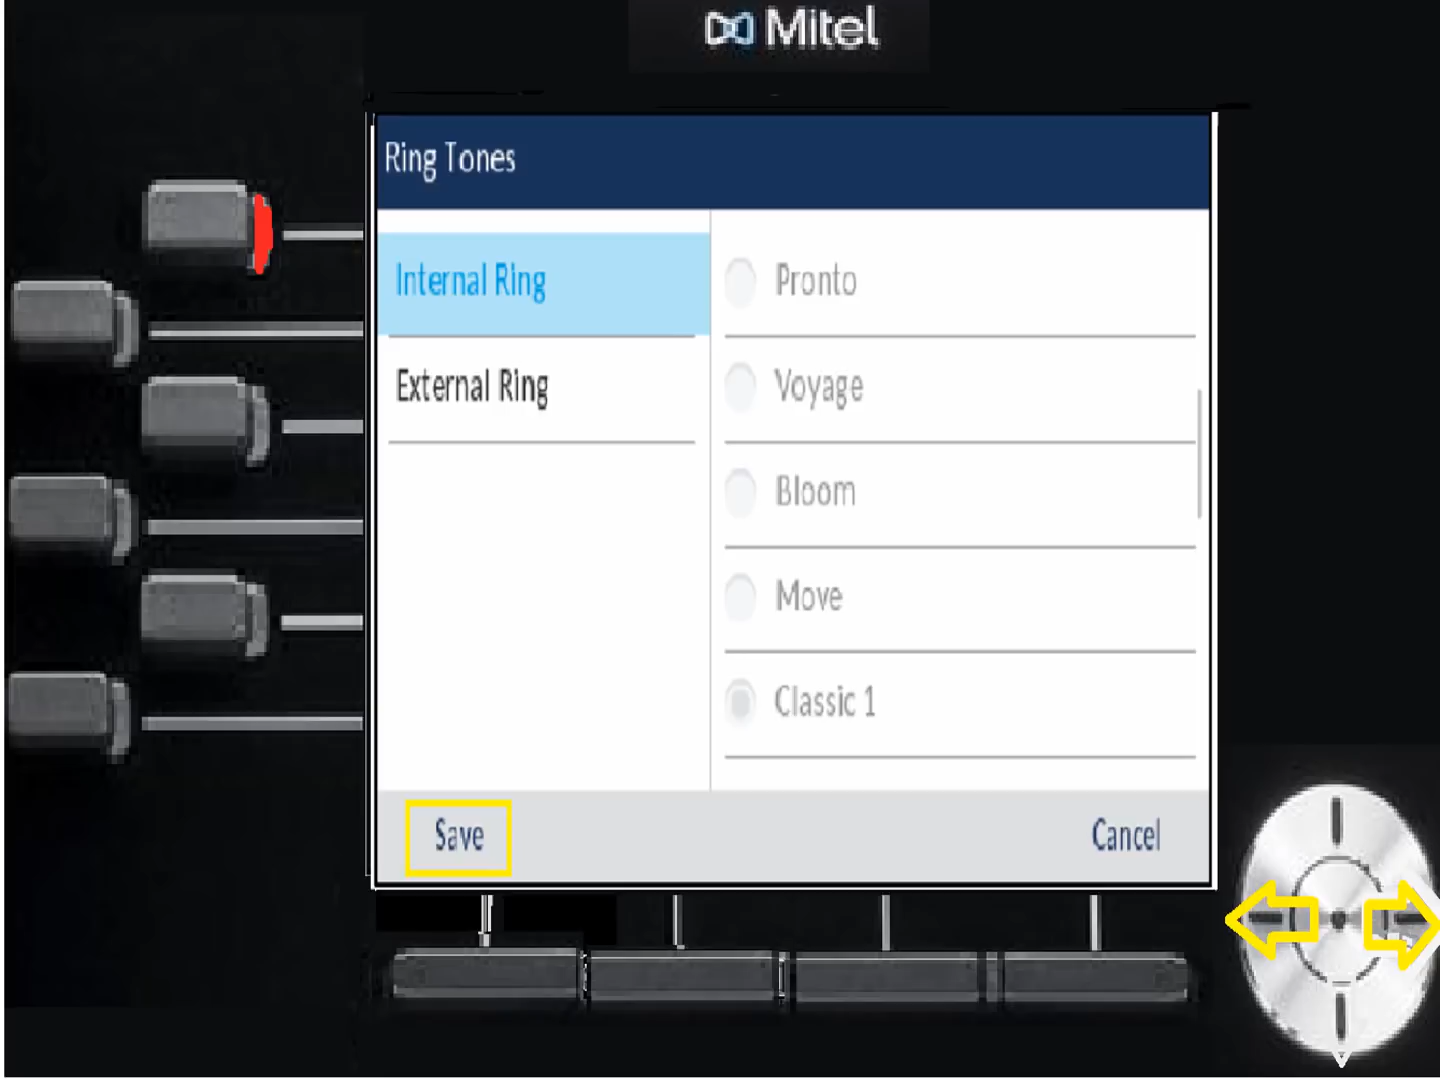 Mitel
Ring Tones
Internal Ring
External Ring
Pronto
Voyage
Bloom
Move
Classic 1
Save
Cancel